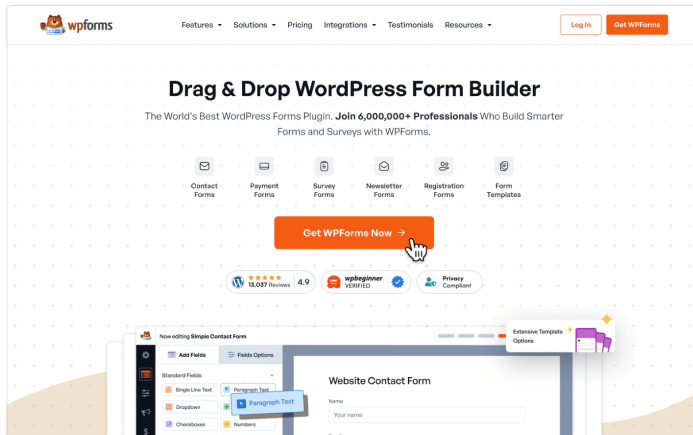 wpforms
Features Solutions Pricing Integrations Testimonials Resources
Log In
Get WPForms
Drag & Drop WordPress Form Builder
The World's Best WordPress Forms Plugin. Join 6,000,000+ Professionals Who Build Smarter
Forms and Surveys with WPForms.
Contact
Forms
Payment
Forms
Survey
Forms
Newsletter
Forms
Registration
Forms
Form
Templates
Get WPForms Now →
13,037 Reviews
4.9
wpbeginner
VERIFIED
Privacy
Compliant
Now editing Simple Contact Form
Extensive Template
Options
Add Fields
Fields Options
Standard Fields
Single Line Text
Paragraph Text
Paragraph Text
Dropdown
Checkboxes
Numbers
Website Contact Form
Name
Your name